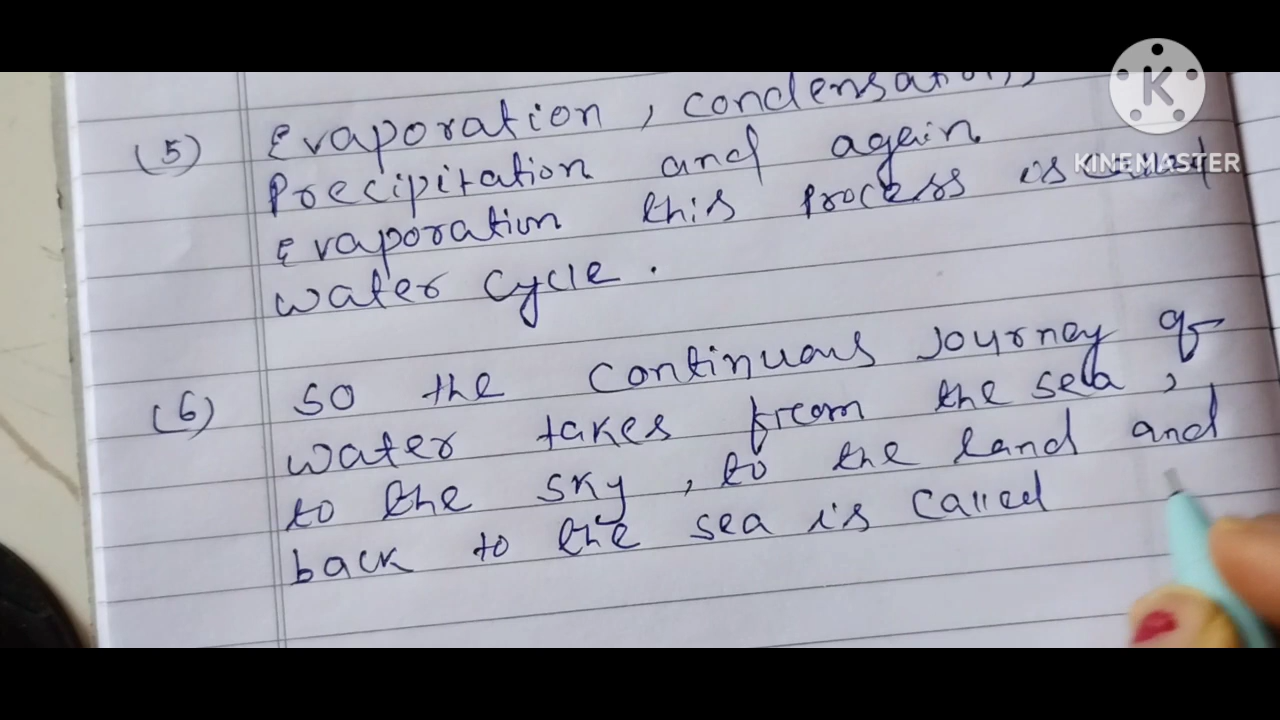 (5) Evaporation, condensation,
Precipitation and again
Evaporation this process is
water cycle.
(6) so the continuous journey of
water takes from the sea,
to the sky, to the land and
back to the sea is called
KINEMASTER